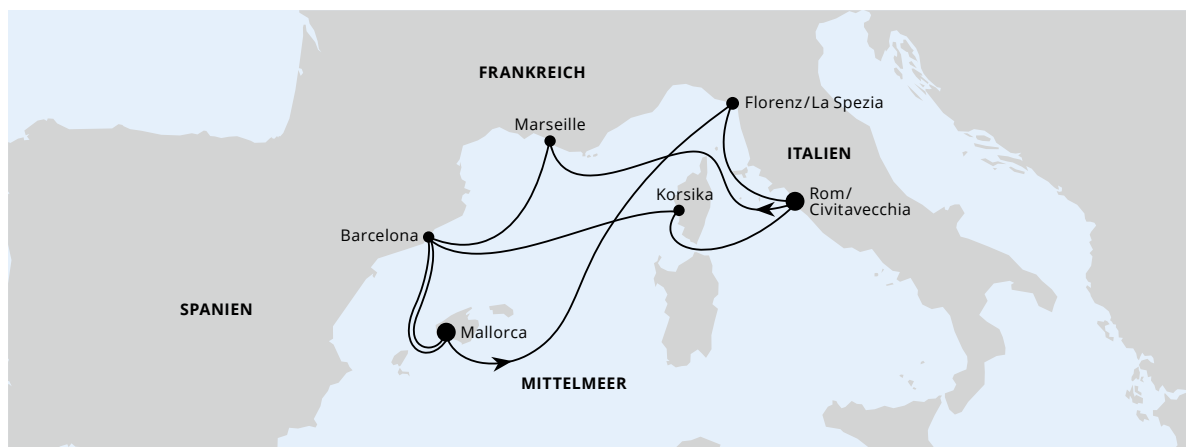 FRANKREICH
Florenz/La Spezia
Marseille
ITALIEN
Korsika
Rom/
Civitavecchia
Barcelona
SPANIEN
Mallorca
MITTELMEER